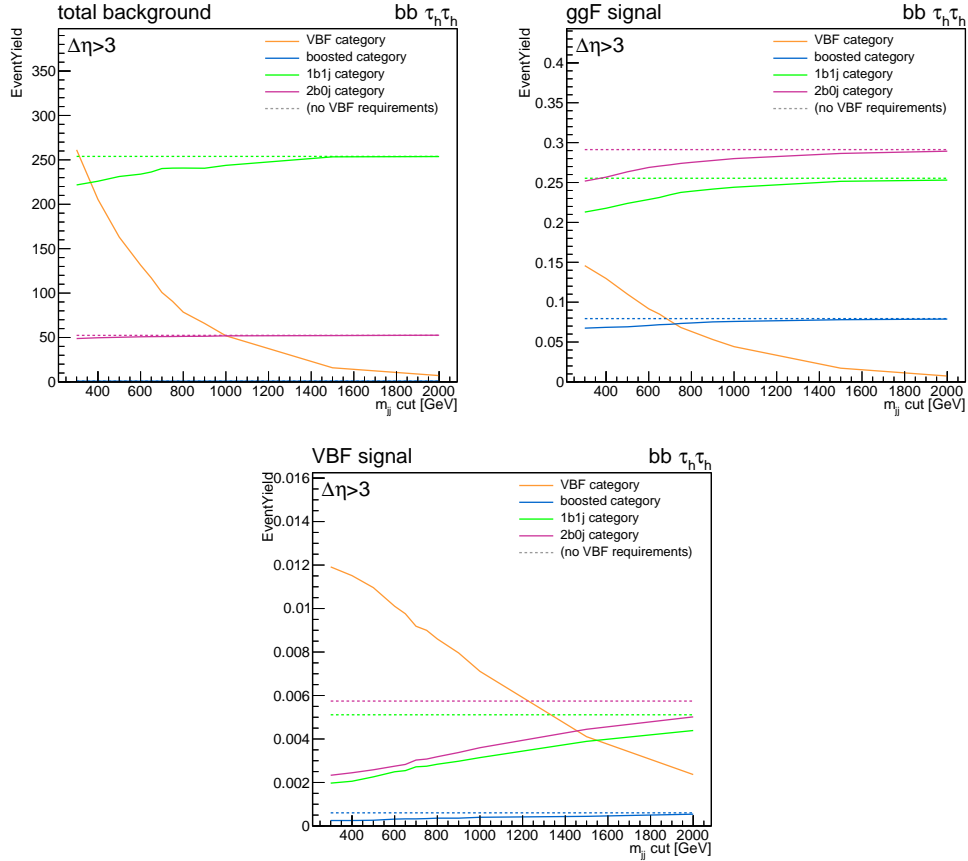 total background
bb τhτh
EventYield
Δη>3
VBF category
boosted category
1b1j category
2b0j category
(no VBF requirements)
350
300
250
200
150
100
50
0
400 600 800 1000 1200 1400 1600 1800 2000
mjj cut [GeV]
ggF signal
bb τhτh
EventYield
Δη>3
VBF category
boosted category
1b1j category
2b0j category
(no VBF requirements)
0.4
0.35
0.3
0.25
0.2
0.15
0.1
0.05
0
400 600 800 1000 1200 1400 1600 1800 2000
mjj cut [GeV]
VBF signal
bb τhτh
EventYield
Δη>3
VBF category
boosted category
1b1j category
2b0j category
(no VBF requirements)
0.016
0.014
0.012
0.01
0.008
0.006
0.004
0.002
0
400 600 800 1000 1200 1400 1600 1800 2000
mjj cut [GeV]